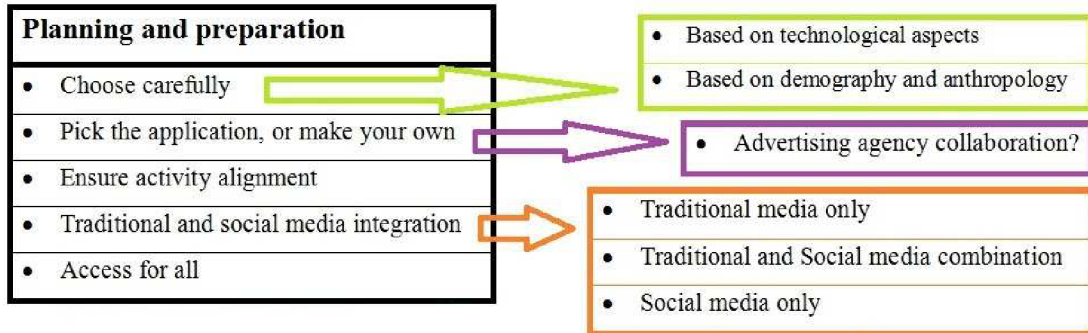 Planning and preparation
• Choose carefully
• Pick the application, or make your own
• Ensure activity alignment
• Traditional and social media integration
• Access for all
• Based on technological aspects
• Based on demography and anthropology
• Advertising agency collaboration?
• Traditional media only
• Traditional and Social media combination
• Social media only